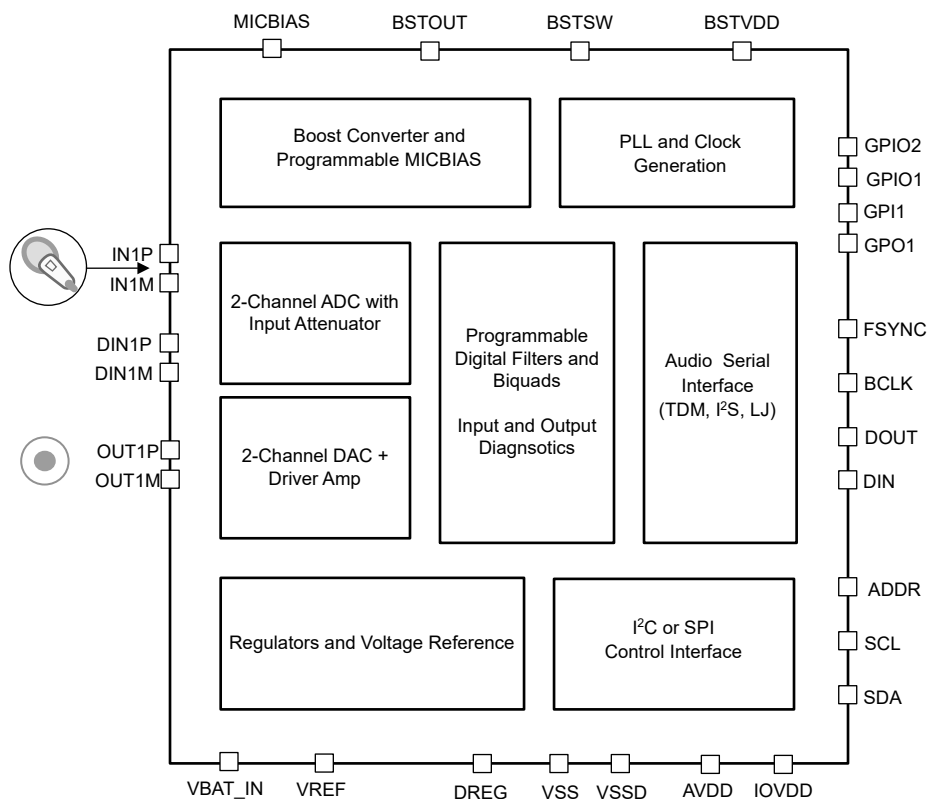 MICBIAS
BSTOUT
BSTSW
BSTVDD
Boost Converter and
Programmable MICBIAS
PLL and Clock
Generation
GPIO2
GPIO1
GPI1
GPO1
IN1P
IN1M
DIN1P
DIN1M
OUT1P
OUT1M
2-Channel ADC with
Input Attenuator
2-Channel DAC +
Driver Amp
Programmable
Digital Filters and
Biquads
Input and Output
Diagnsotics
Audio Serial
Interface
(TDM, I²S, LJ)
FSYNC
BCLK
DOUT
DIN
Regulators and Voltage Reference
I²C or SPI
Control Interface
ADDR
SCL
SDA
VBAT_IN
VREF
DREG
VSS
VSSD
AVDD
IOVDD